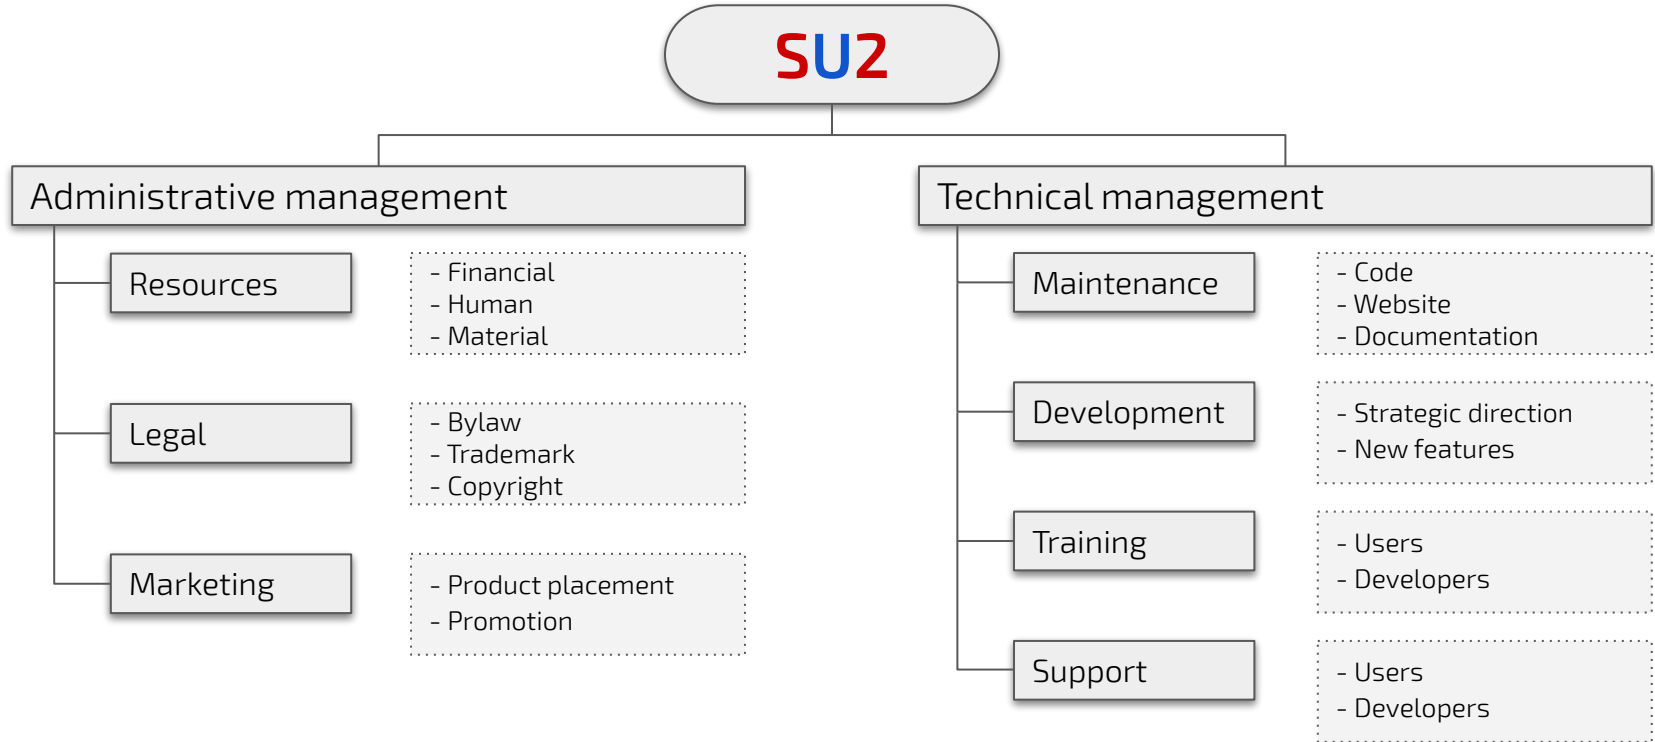 SU2
Administrative management
Resources
- Financial
- Human
- Material
Legal
- Bylaw
- Trademark
- Copyright
Marketing
- Product placement
- Promotion
Technical management
Maintenance
- Code
- Website
- Documentation
Development
- Strategic direction
- New features
Training
- Users
- Developers
Support
- Users
- Developers